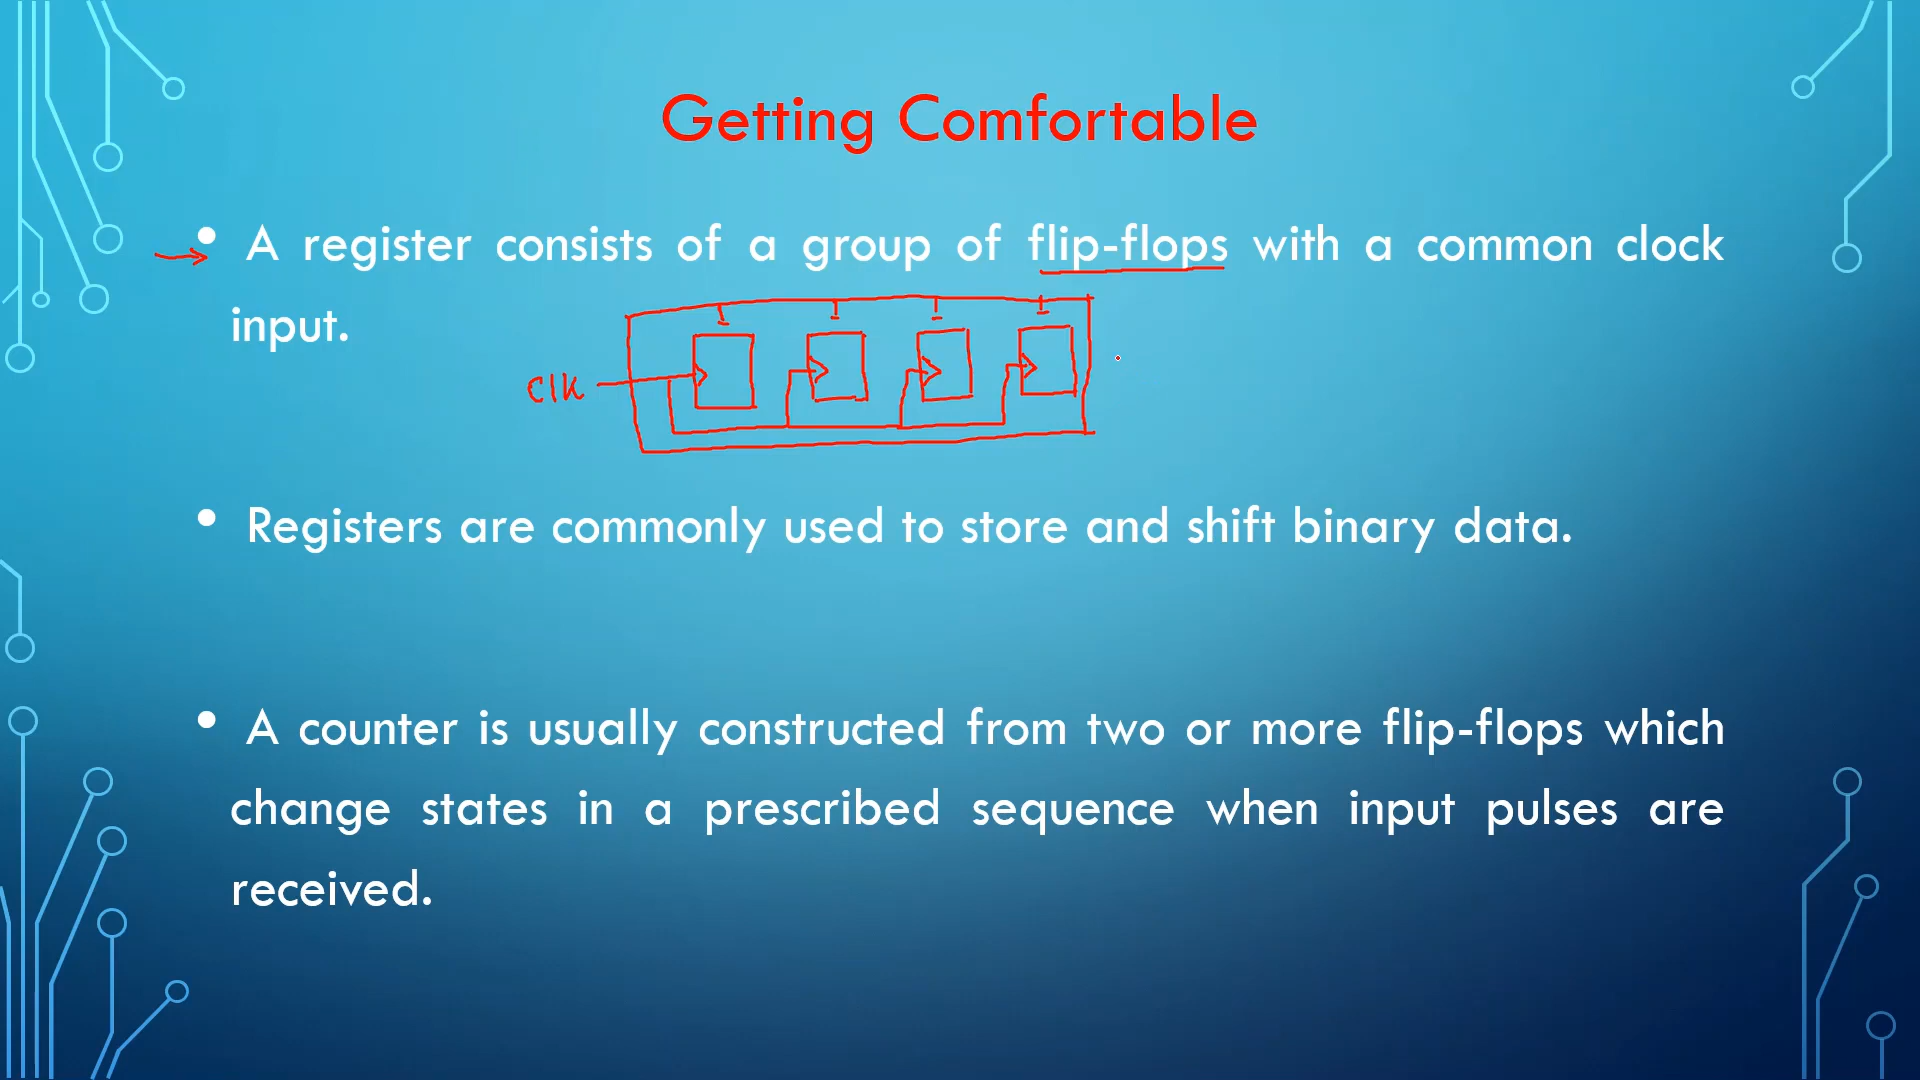 Getting Comfortable
• A register consists of a group of flip-flops with a common clock
input.
Clk
• Registers are commonly used to store and shift binary data.
• A counter is usually constructed from two or more flip-flops which
change states in a prescribed sequence when input pulses are
received.